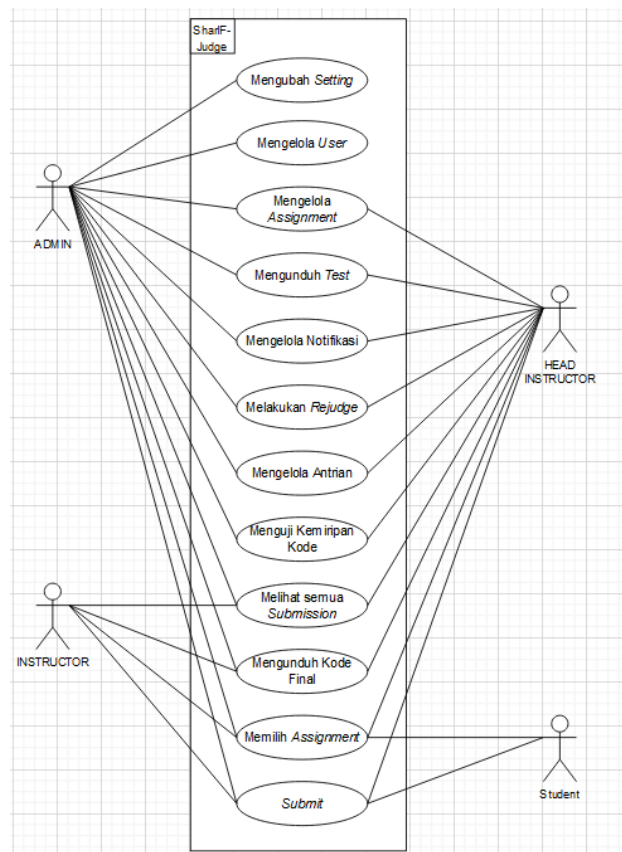 SharIF-
Judge
Mengubah Setting
Mengelola User
Mengelola
Assignment
ADMIN
Mengunduh Test
Mengelola Notifikasi
HEAD
INSTRUCTOR
Melakukan Rejudge
Mengelola Antrian
Menguji Kemiripan
Kode
Melihat semua
Submission
INSTRUCTOR
Mengunduh Kode
Final
Memilih Assignment
Student
Submit